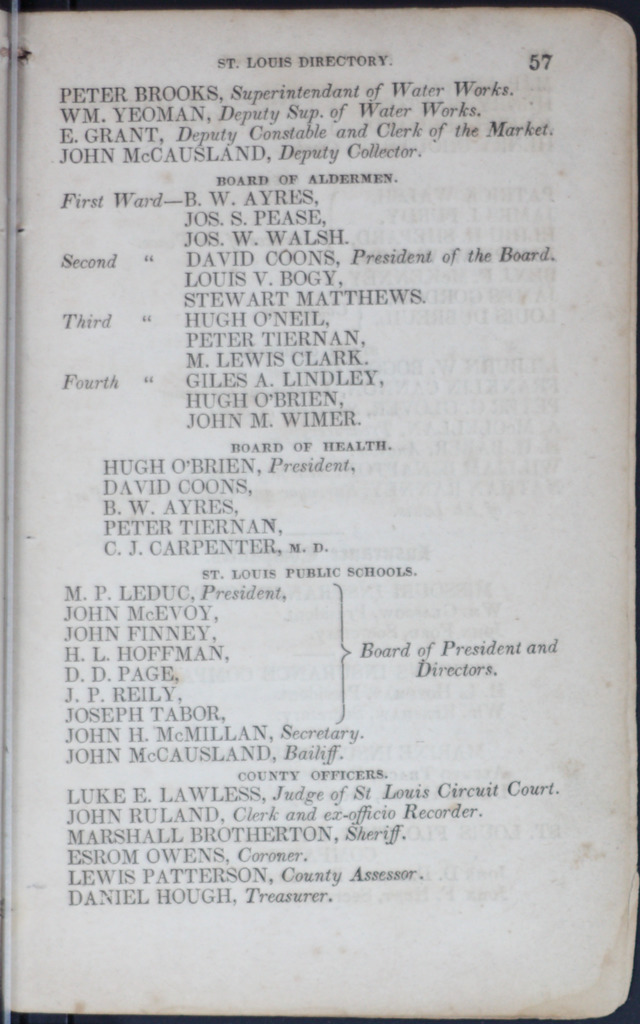 ST. LOUIS DIRECTORY. 57
PETER BROOKS, Superintendant of Water Works.
WM. YEOMAN, Deputy Sup. of Water Works.
E. GRANT, Deputy Constable and Clerk of the Market.
JOHN McCAUSLAND, Deputy Collector.
BOARD OF ALDERMEN.
First Ward—B. W. AYRES,
JOS. S. PEASE,
JOS. W. WALSH.
Second “ DAVID COONS, President of the Board.
LOUIS V. BOGY,
STEWART MATTHEWS.
Third “ HUGH O'NEIL,
PETER TIERNAN,
M. LEWIS CLARK.
Fourth “ GILES A. LINDLEY,
HUGH O'BRIEN,
JOHN M. WIMER.
BOARD OF HEALTH.
HUGH O'BRIEN, President,
DAVID COONS,
B. W. AYRES,
PETER TIERNAN,
C. J. CARPENTER, M. D.
ST. LOUIS PUBLIC SCHOOLS.
M. P. LEDUC, President,
JOHN McEVOY,
JOHN FINNEY,
H. L. HOFFMAN,
D. D. PAGE,
J. P. REILY,
JOSEPH TABOR,
Board of President and
Directors.
JOHN H. McMILLAN, Secretary.
JOHN McCAUSLAND, Bailiff.
COUNTY OFFICERS.
LUKE E. LAWLESS, Judge of St Louis Circuit Court.
JOHN RULAND, Clerk and ex-officio Recorder.
MARSHALL BROTHERTON, Sheriff.
ESROM OWENS, Coroner.
LEWIS PATTERSON, County Assessor.
DANIEL HOUGH, Treasurer.